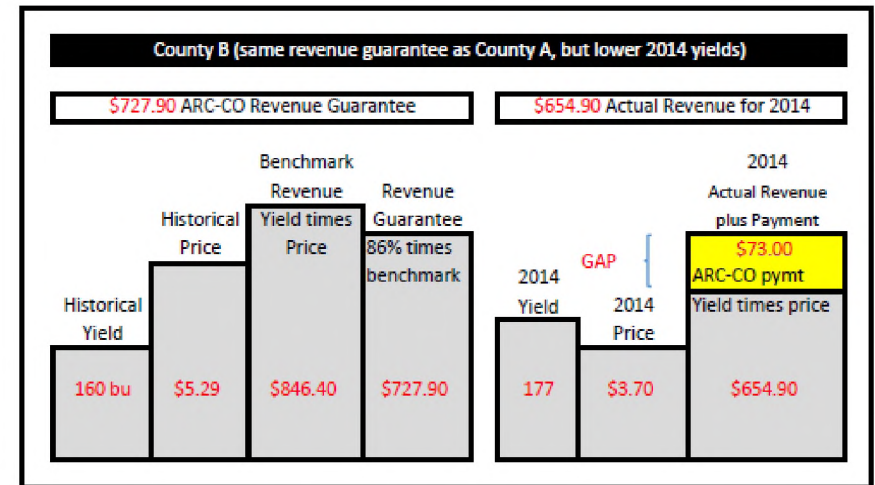 County B (same revenue guarantee as County A, but lower 2014 yields)
$727.90 ARC-CO Revenue Guarantee
Historical
Yield
160 bu
Historical
Price
$5.29
Benchmark
Revenue
Yield times
Price
$846.40
Revenue
Guarantee
86% times
benchmark
$727.90
$654.90 Actual Revenue for 2014
2014
Yield
177
GAP
2014
Price
$3.70
2014
Actual Revenue
plus Payment
$73.00
ARC-CO pymt
Yield times price
$654.90